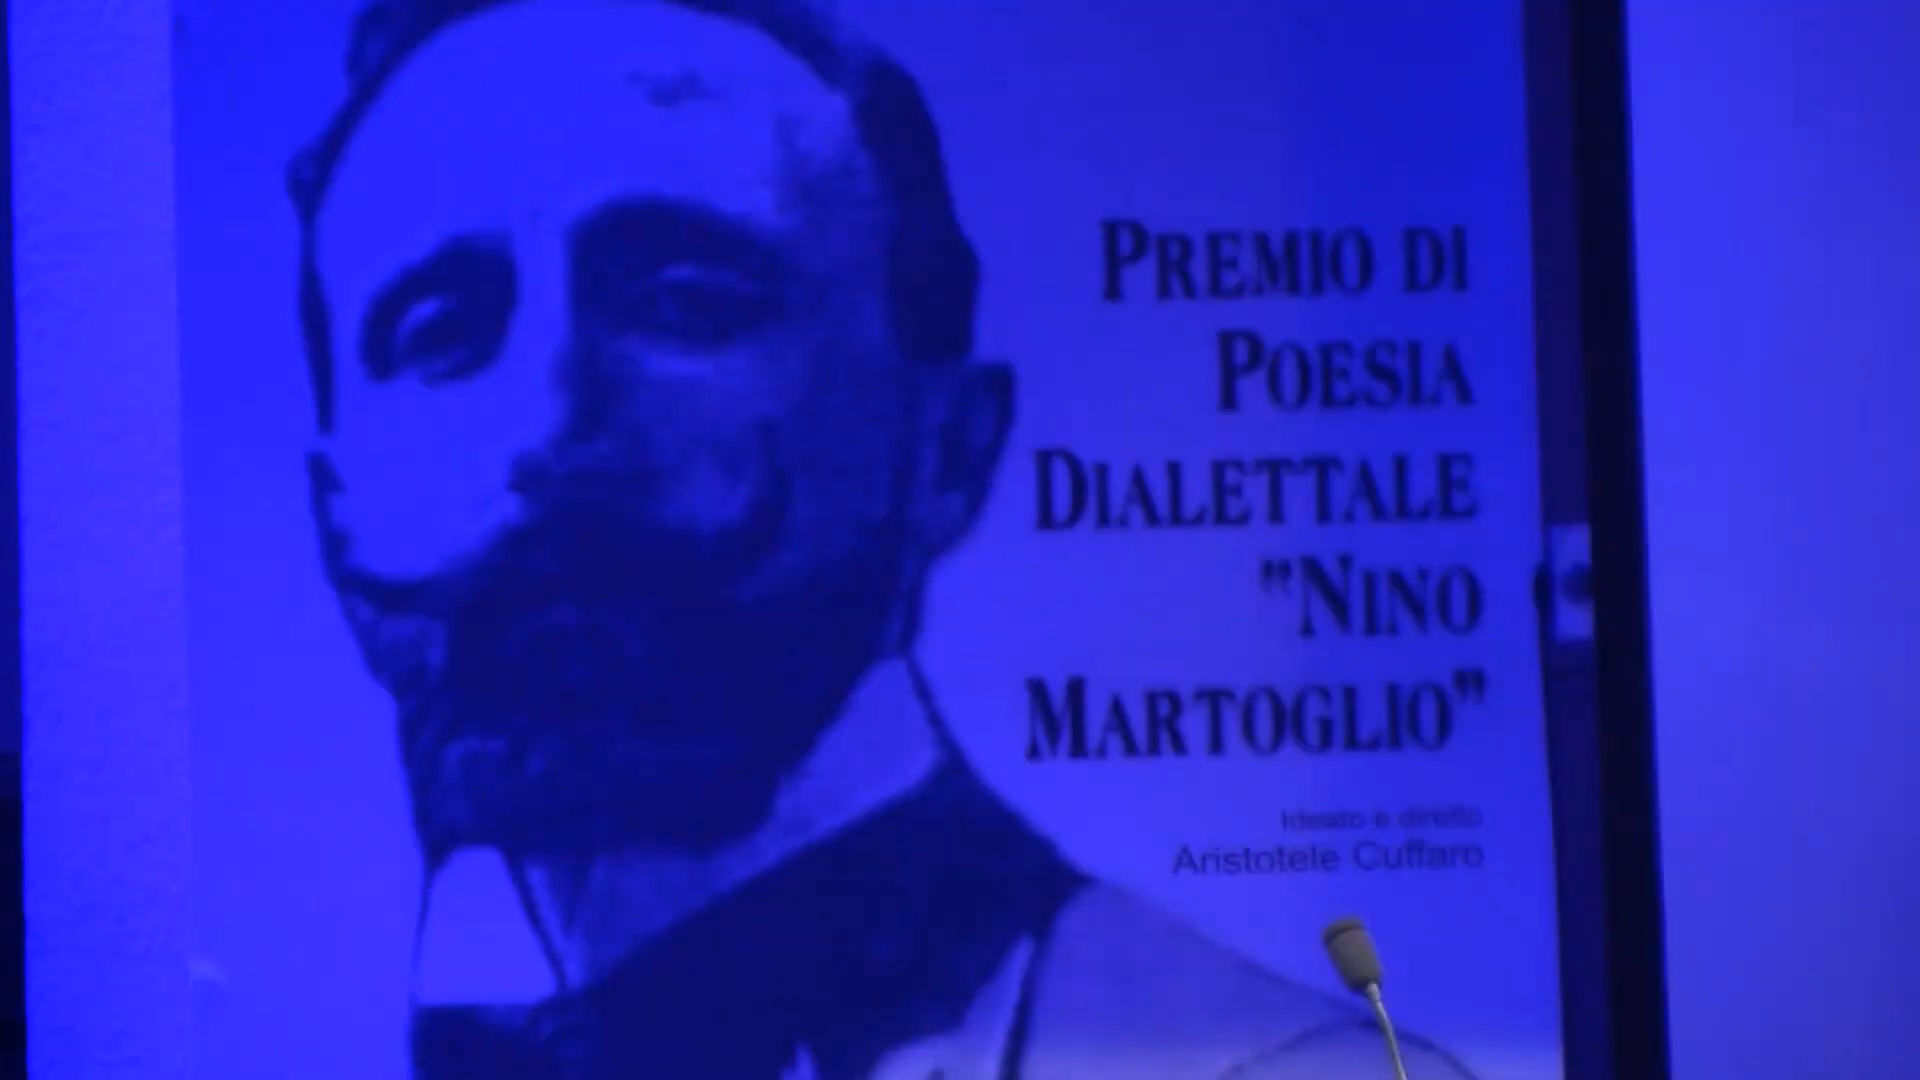 PREMIO DI
POESIA
DIALETTALE
"NINO
MARTOGLIO"
Ideato e diretto
Aristotele Cuffaro